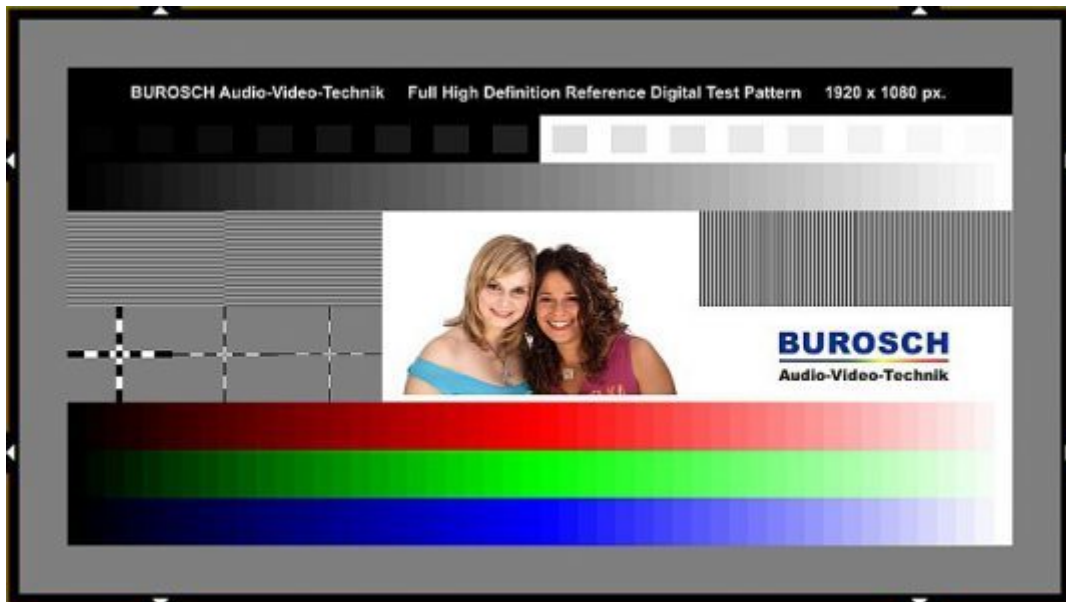 BUROSCH Audio-Video-Technik Full High Definition Reference Digital Test Pattern 1920 x 1080 px.
BUROSCH
Audio-Video-Technik